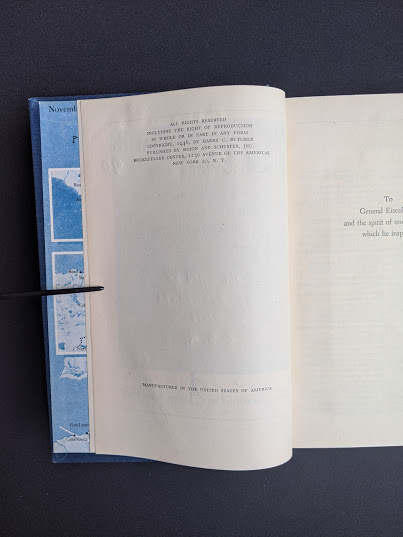 Novemb
ALL RIGHTS RESERVED
INCLUDING THE RIGHT OF REPRODUCTION
IN WHOLE OR IN PART IN ANY FORM
COPYRIGHT, 1946, BY HARRY C. BUTCHER
PUBLISHED BY SIMON AND SCHUSTER, INC.
ROCKEFELLER CENTER, 1230 AVENUE OF THE AMERICAS
NEW YORK 20, N. Y.
MANUFACTURED IN THE UNITED STATES OF AMERICA
Casablanca
To
General Eisen
and the spirit of
which he insp